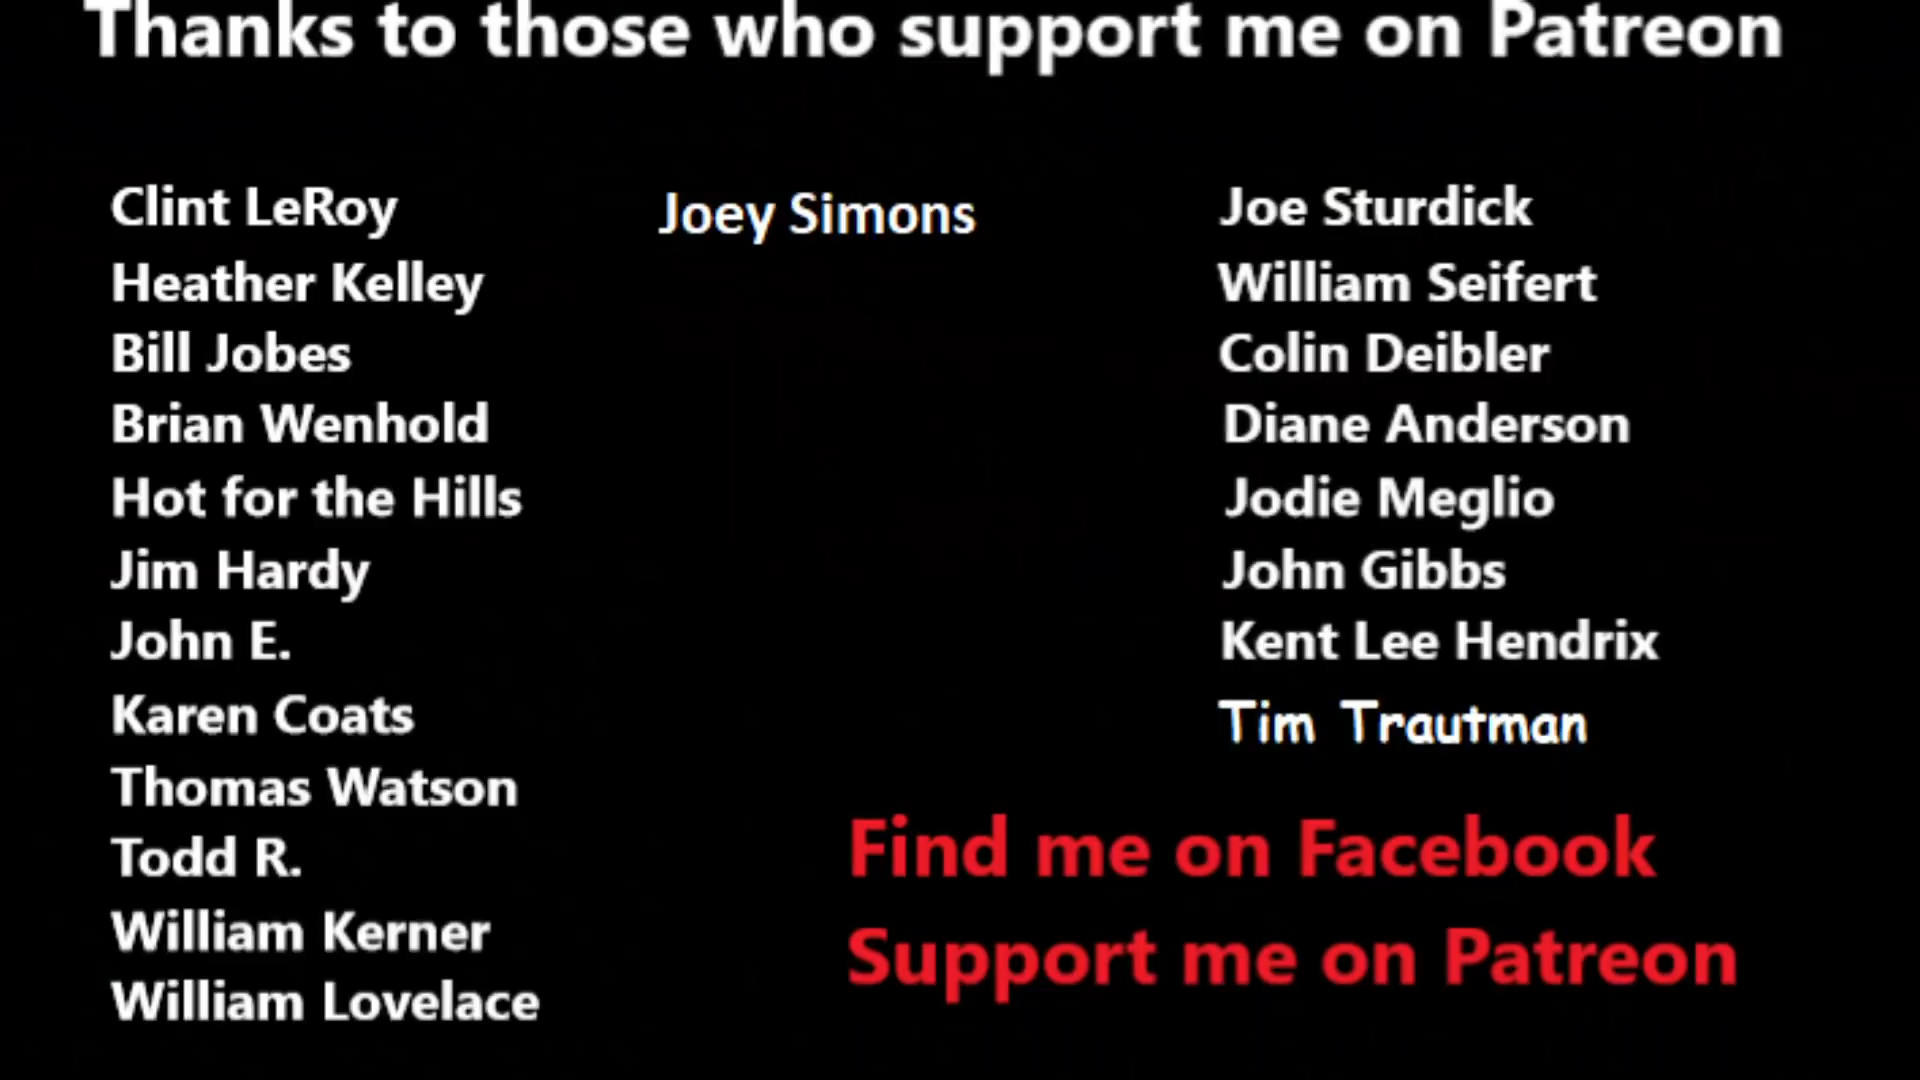 Thanks to those who support me on Patreon
Clint LeRoy
Heather Kelley
Bill Jobes
Brian Wenhold
Hot for the Hills
Jim Hardy
John E.
Karen Coats
Thomas Watson
Todd R.
William Kerner
William Lovelace
Joey Simons
Joe Sturdick
William Seifert
Colin Deibler
Diane Anderson
Jodie Meglio
John Gibbs
Kent Lee Hendrix
Tim Trautman
Find me on Facebook
Support me on Patreon